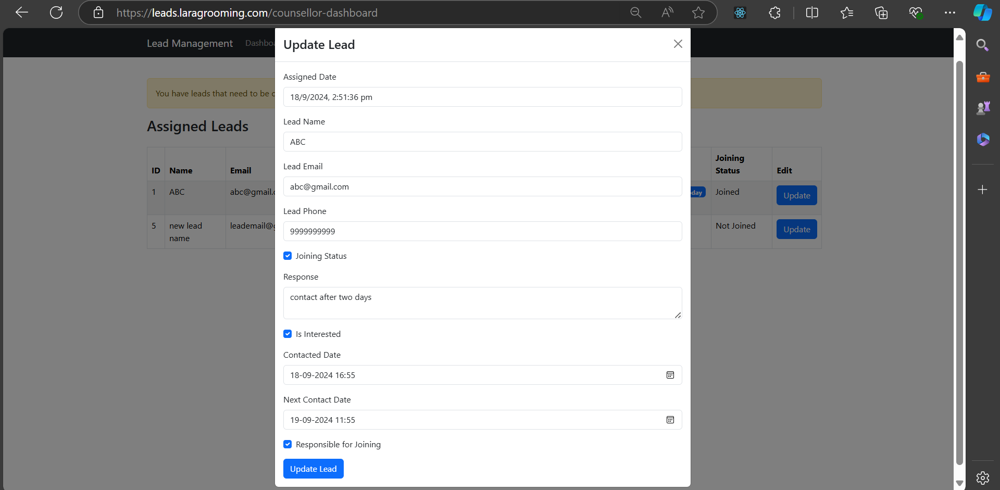 https://leads.laragrooming.com/counsellor-dashboard
Lead Management
Update Lead
Assigned Date
18/9/2024, 2:51:36 pm
You have leads that need to be
Lead Name
Assigned Leads
ABC
Lead Email
ID Name Email Joining Status Edit
abc@gmail.com
1 ABC abc@gmail. Joined Update
Lead Phone
5 new lead name leademail@ Not Joined Update
9999999999
Joining Status
Response
contact after two days
Is Interested
Contacted Date
18-09-2024 16:55
Next Contact Date
19-09-2024 11:55
Responsible for Joining
Update Lead